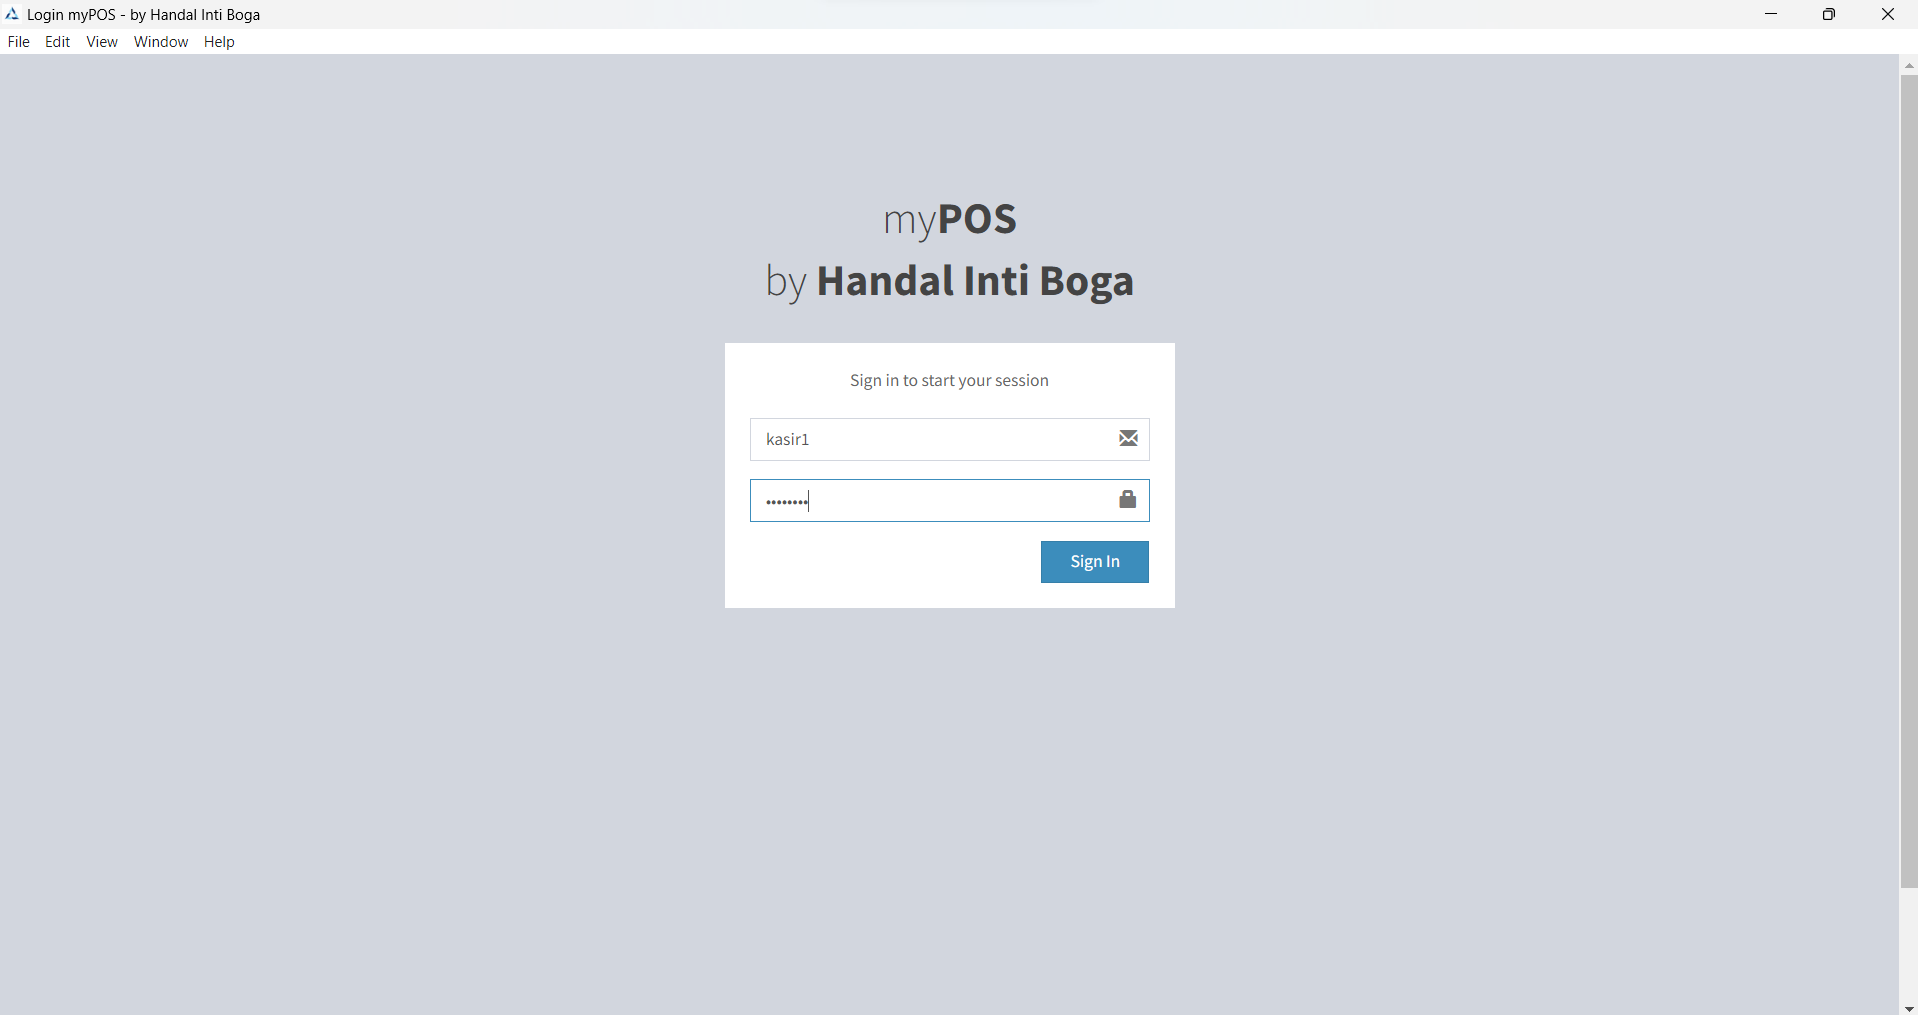 Login myPOS - by Handal Inti Boga
File Edit View Window Help
myPOS
by Handal Inti Boga
Sign in to start your session
kasir1
••••••••
Sign In